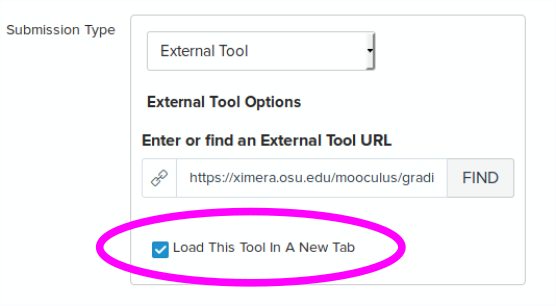 Submission Type
External Tool
External Tool Options
Enter or find an External Tool URL
https://ximera.osu.edu/mooculus/gradi FIND
Load This Tool In A New Tab